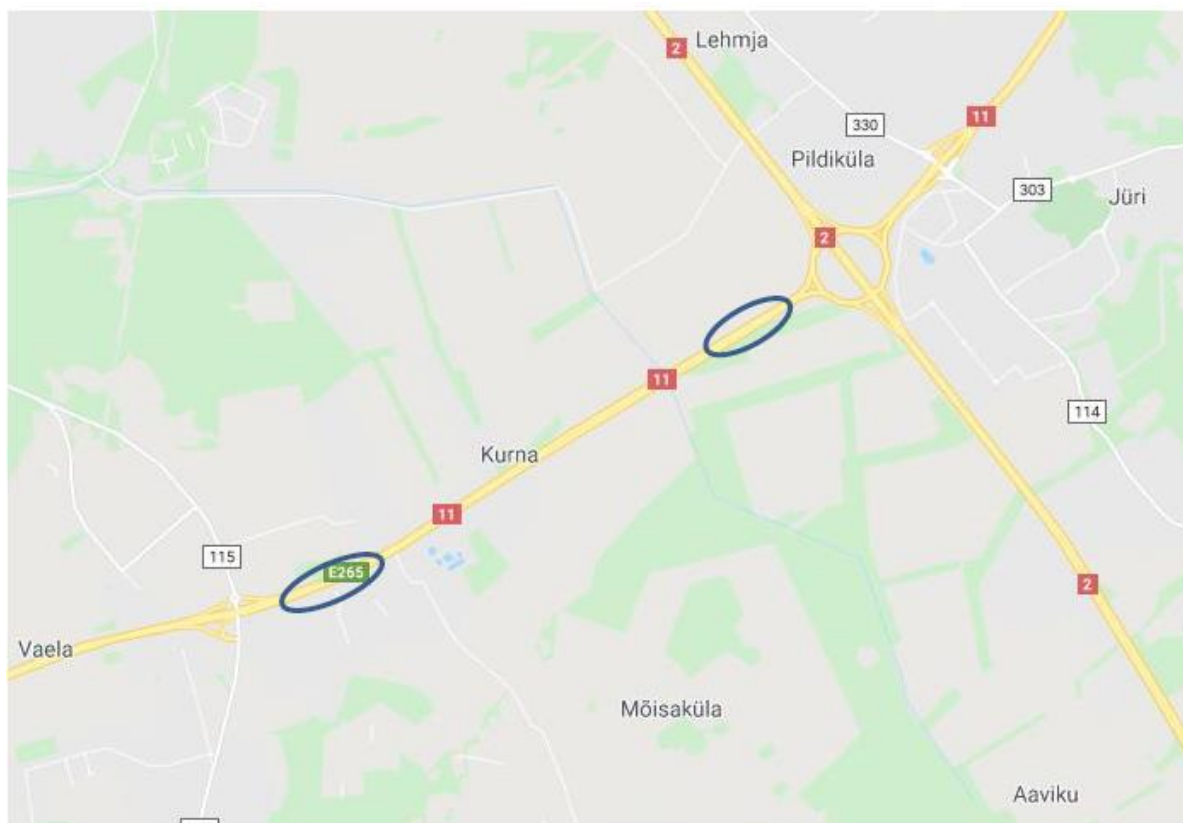 Lehmja
2
11
330
Pildiküla
303
Jüri
2
11
114
Kurna
11
115
E265
2
Vaela
Mõisaküla
Aaviku